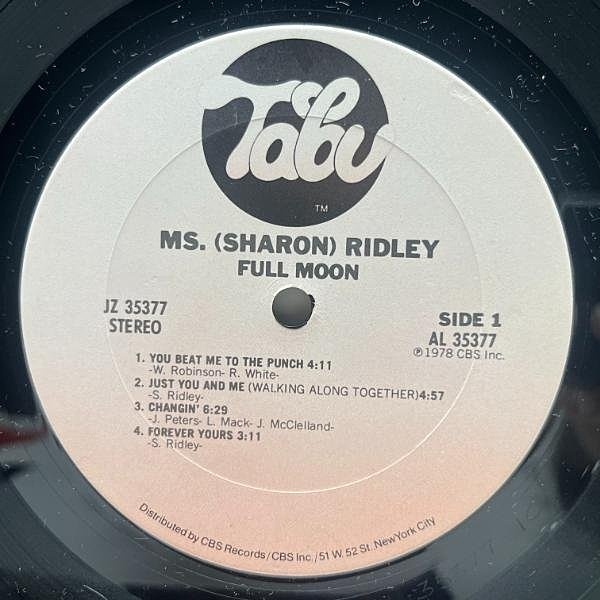 Tabu
TM
MS. (SHARON) RIDLEY
FULL MOON
JZ 35377
STEREO
SIDE 1
AL 35377
℗ 1978 CBS Inc.
1. YOU BEAT ME TO THE PUNCH 4:11
-W. Robinson- R. White-
2. JUST YOU AND ME (WALKING ALONG TOGETHER) 4:57
-S. Ridley-
3. CHANGIN' 6:29
-J. Peters- L. Mack- J. McClelland-
4. FOREVER YOURS 3:11
-S. Ridley-
Distributed by CBS Records/CBS Inc./51 W. 52 St. New York City